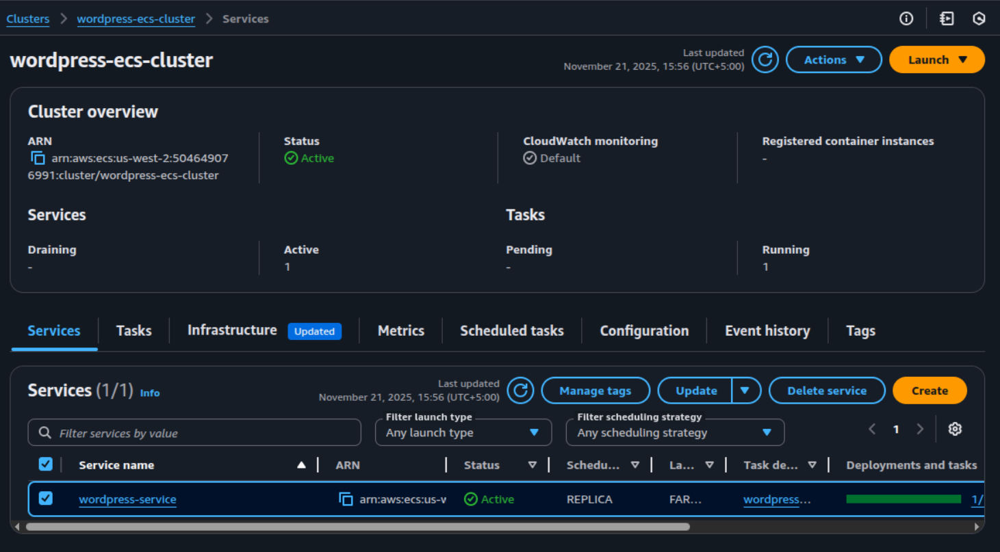 Clusters > wordpress-ecs-cluster > Services
wordpress-ecs-cluster
Last updated
November 21, 2025, 15:56 (UTC+5:00)
Actions
Launch
Cluster overview
ARN
arn:aws:ecs:us-west-2:50464907
6991:cluster/wordpress-ecs-cluster
Status
Active
CloudWatch monitoring
Default
Registered container instances
-
Services
Draining
-
Active
1
Tasks
Pending
-
Running
1
Services
Tasks
Infrastructure
Updated
Metrics
Scheduled tasks
Configuration
Event history
Tags
Services (1/1) Info
Last updated
November 21, 2025, 15:56 (UTC+5:00)
Manage tags
Update
Delete service
Create
Filter services by value
Filter launch type
Any launch type
Filter scheduling strategy
Any scheduling strategy
1
Service name
ARN
Status
Schedu...
La...
Task de...
Deployments and tasks
wordpress-service
arn:aws:ecs:us-w
Active
REPLICA
FAR...
wordpress...
1/